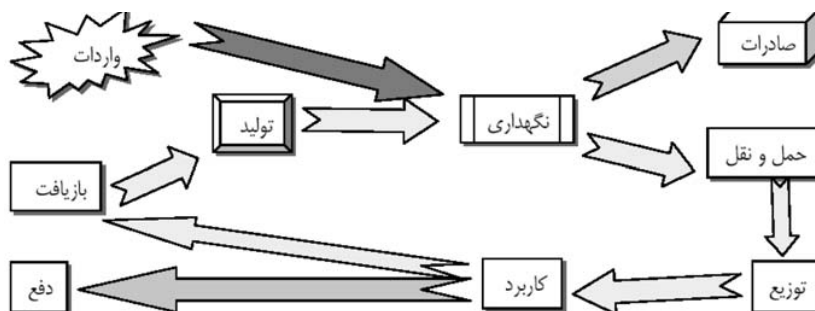 واردات
صادرات
تولید
نگهداری
حمل و نقل
بازیافت
دفع
کاربرد
توزیع